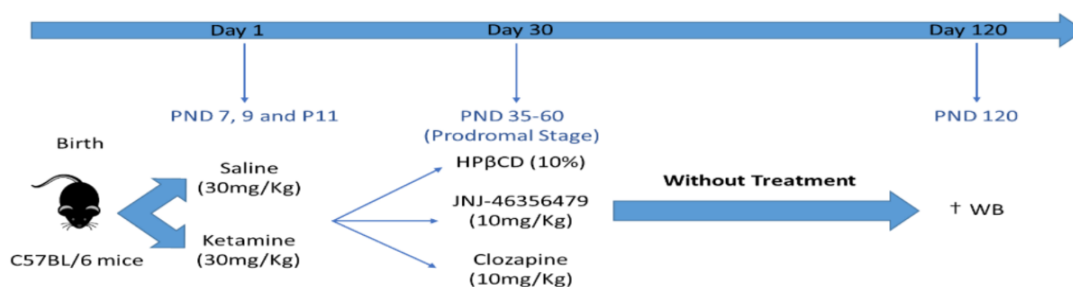 Day 1
Day 30
Day 120
PND 7, 9 and P11
PND 35-60
(Prodromal Stage)
PND 120
Birth
C57BL/6 mice
Saline
(30mg/Kg)
Ketamine
(30mg/Kg)
HPβCD (10%)
JNJ-46356479
(10mg/Kg)
Clozapine
(10mg/Kg)
Without Treatment
† WB